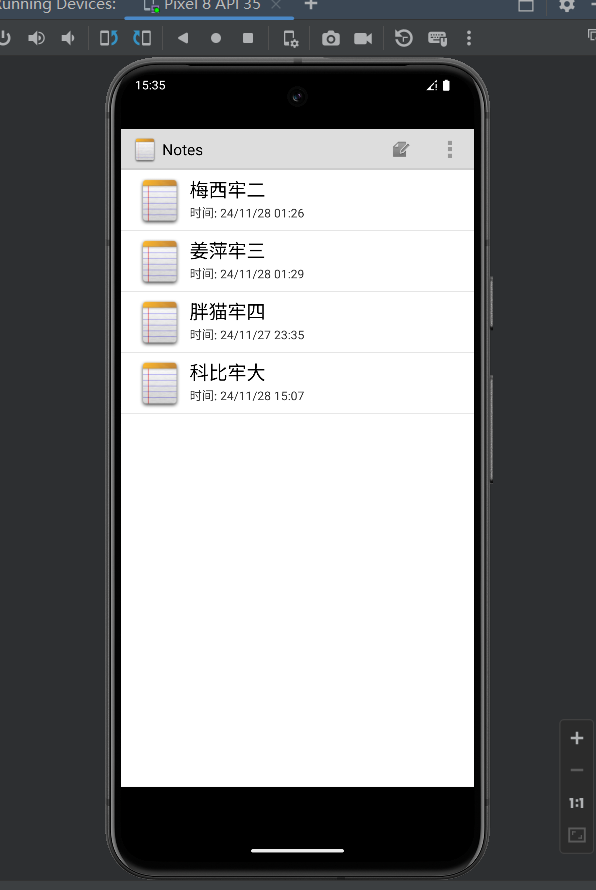 Running Devices: Pixel 8 API 35
15:35
Notes
梅西牢二
时间: 24/11/28 01:26
姜萍牢三
时间: 24/11/28 01:29
胖猫牢四
时间: 24/11/27 23:35
科比牢大
时间: 24/11/28 15:07
1:1